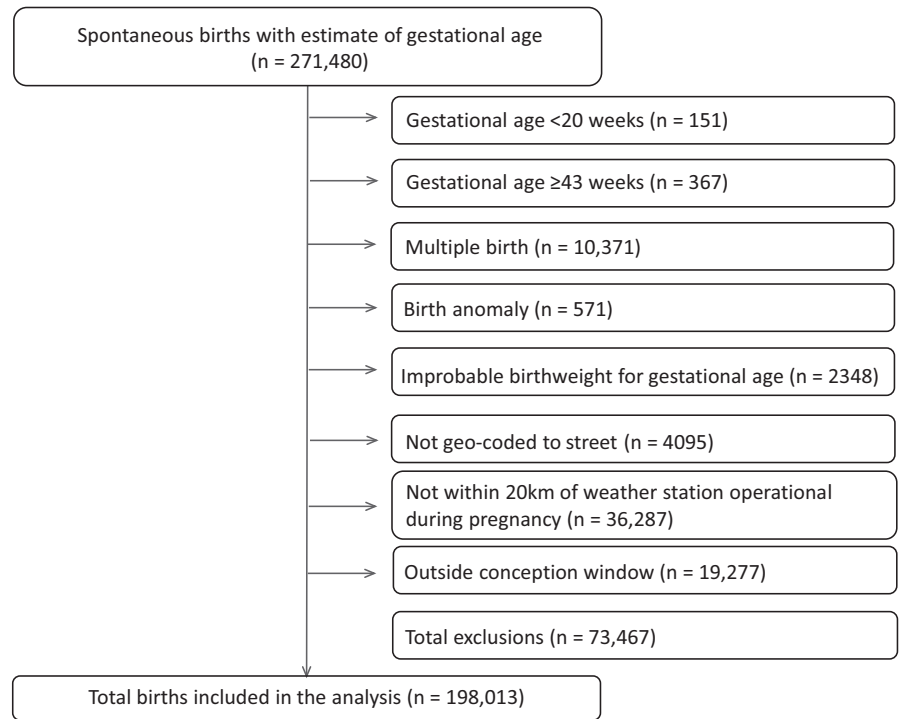 Spontaneous births with estimate of gestational age
(n = 271,480)
Gestational age <20 weeks (n = 151)
Gestational age ≥43 weeks (n = 367)
Multiple birth (n = 10,371)
Birth anomaly (n = 571)
Improbable birthweight for gestational age (n = 2348)
Not geo-coded to street (n = 4095)
Not within 20km of weather station operational
during pregnancy (n = 36,287)
Outside conception window (n = 19,277)
Total exclusions (n = 73,467)
Total births included in the analysis (n = 198,013)